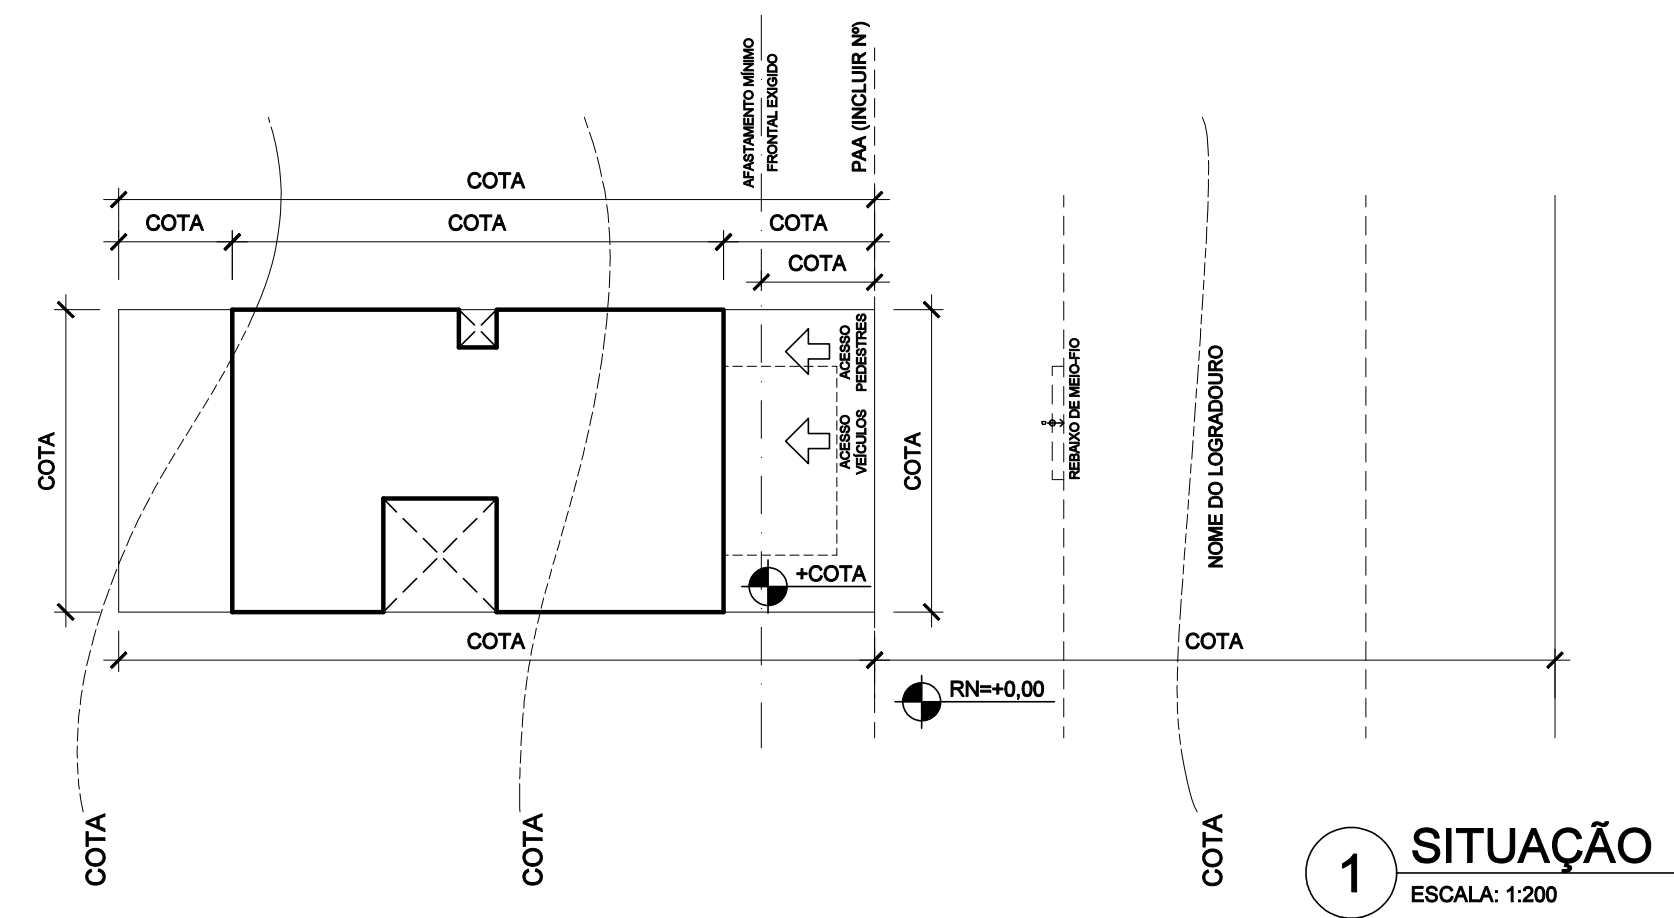 AFASTAMENTO MÍNIMO
FRONTAL EXIGIDO
PAA (INCLUIR Nº)
COTA
COTA
COTA
COTA
COTA
ACESSO
PEDESTRES
ACESSO
VEÍCULOS
COTA
COTA
REBAIXO DE MEIO-FIO
NOME DO LOGRADOURO
+COTA
COTA
COTA
RN=+0,00
COTA
COTA
COTA
1
SITUAÇÃO
ESCALA: 1:200